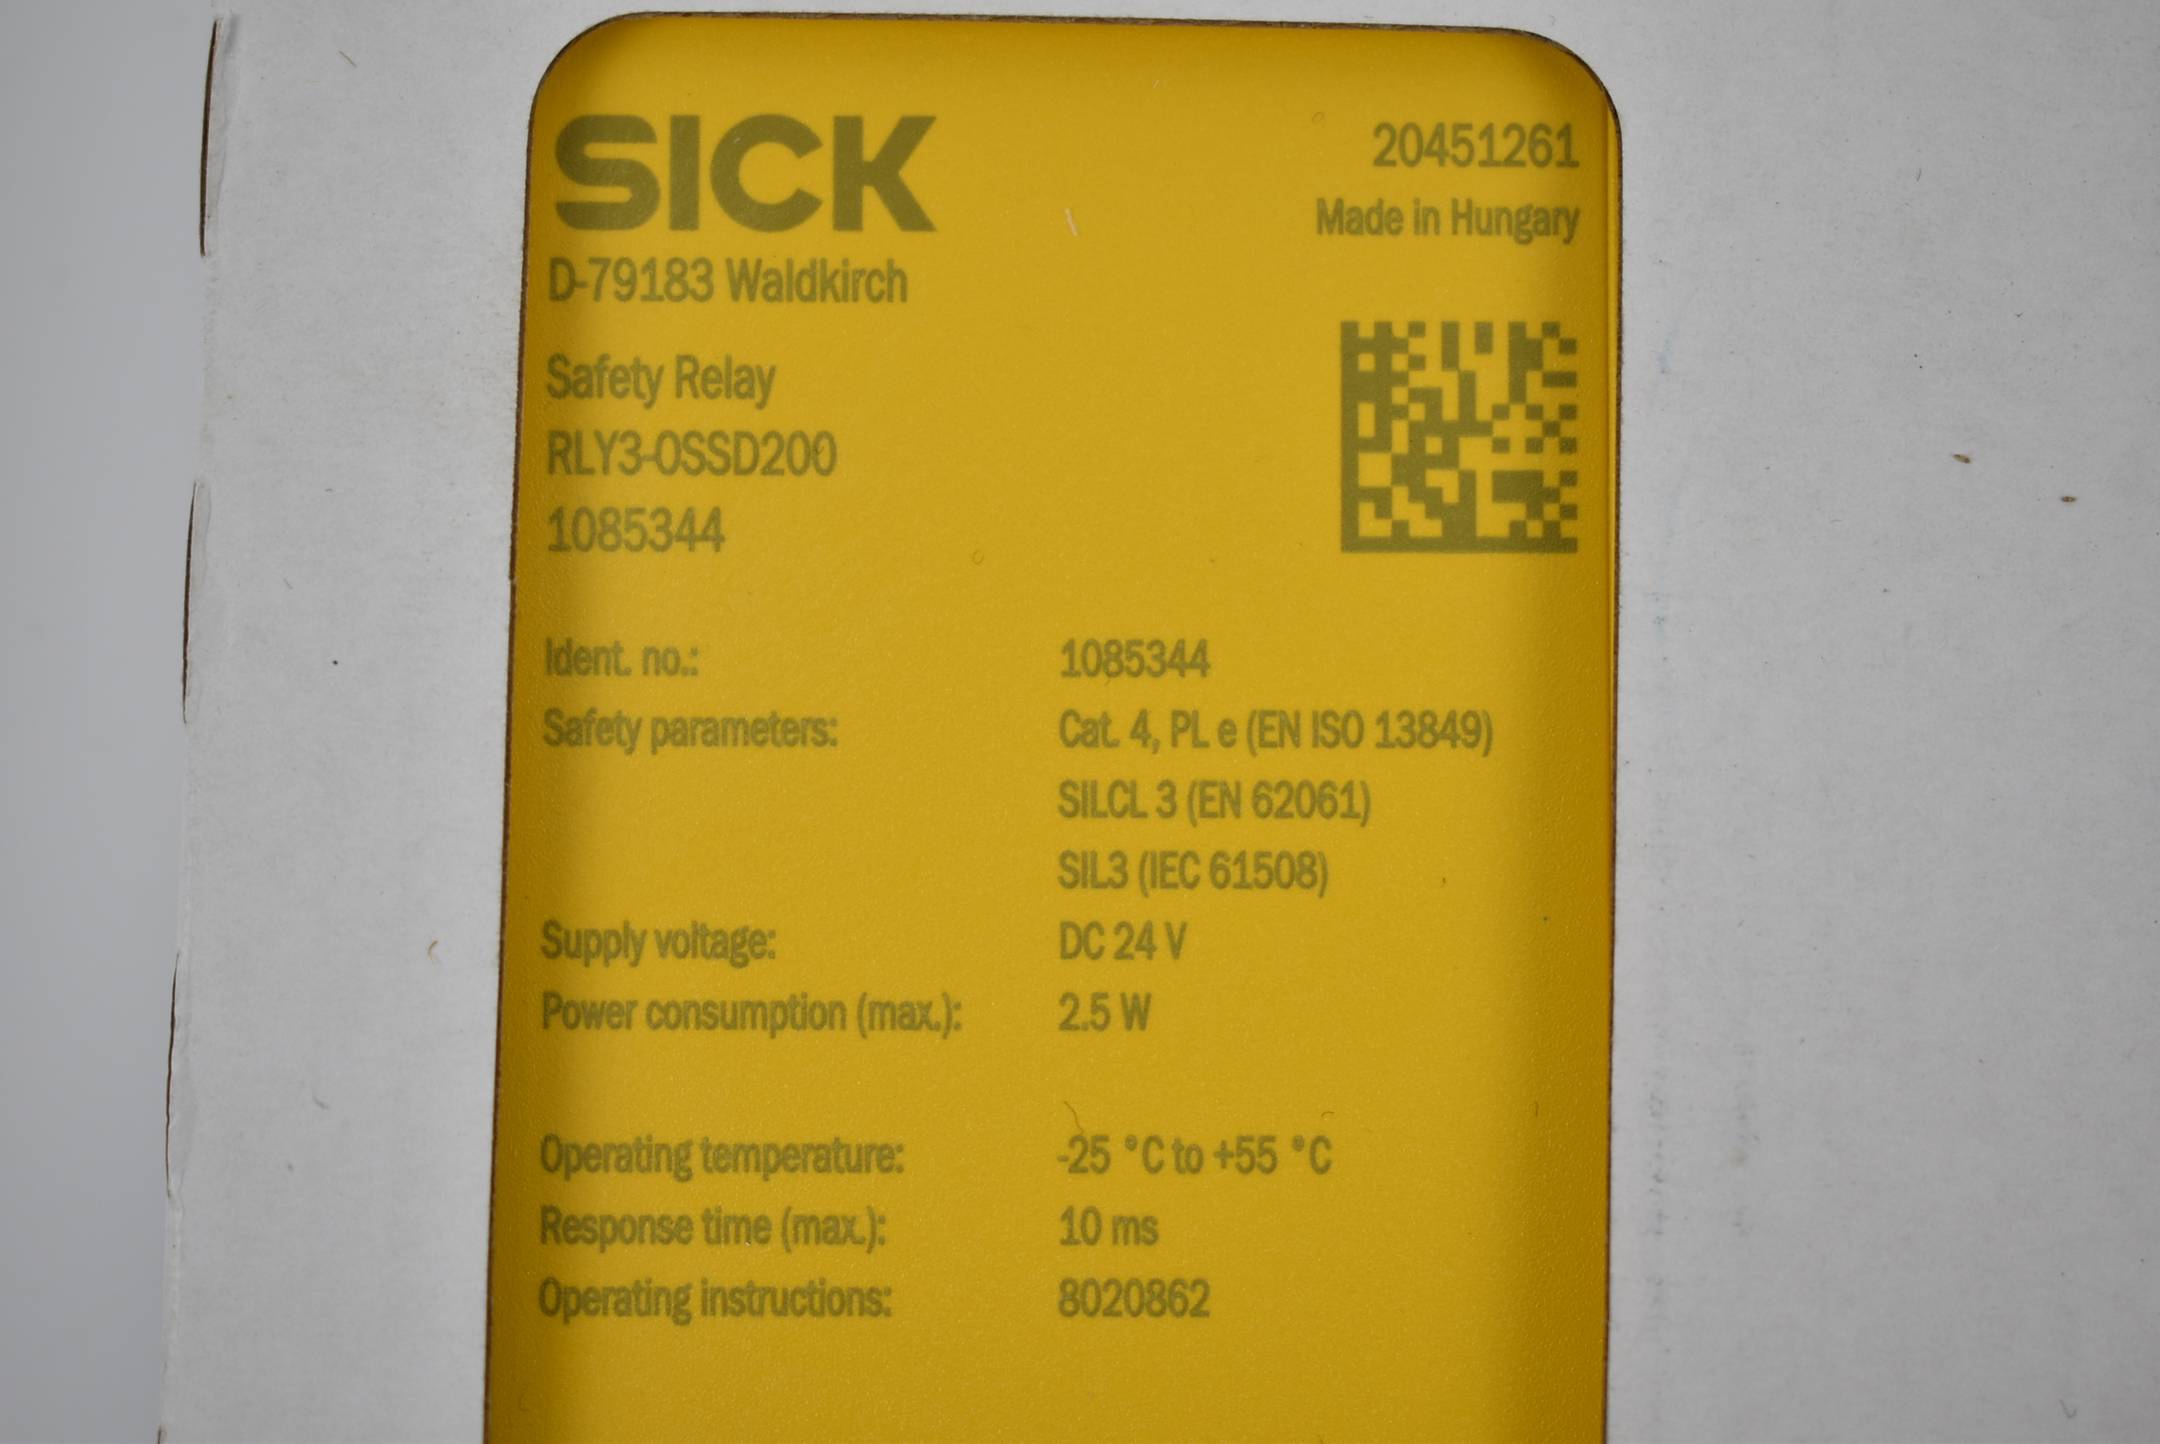 SICK
20451261
Made in Hungary
D-79183 Waldkirch
Safety Relay
RLY3-OSSD200
1085344
Ident. no.: 1085344
Safety parameters: Cat. 4, PL e (EN ISO 13849)
SILCL 3 (EN 62061)
SIL3 (IEC 61508)
Supply voltage: DC 24 V
Power consumption (max.): 2.5 W
Operating temperature: -25 °C to +55 °C
Response time (max.): 10 ms
Operating instructions: 8020862